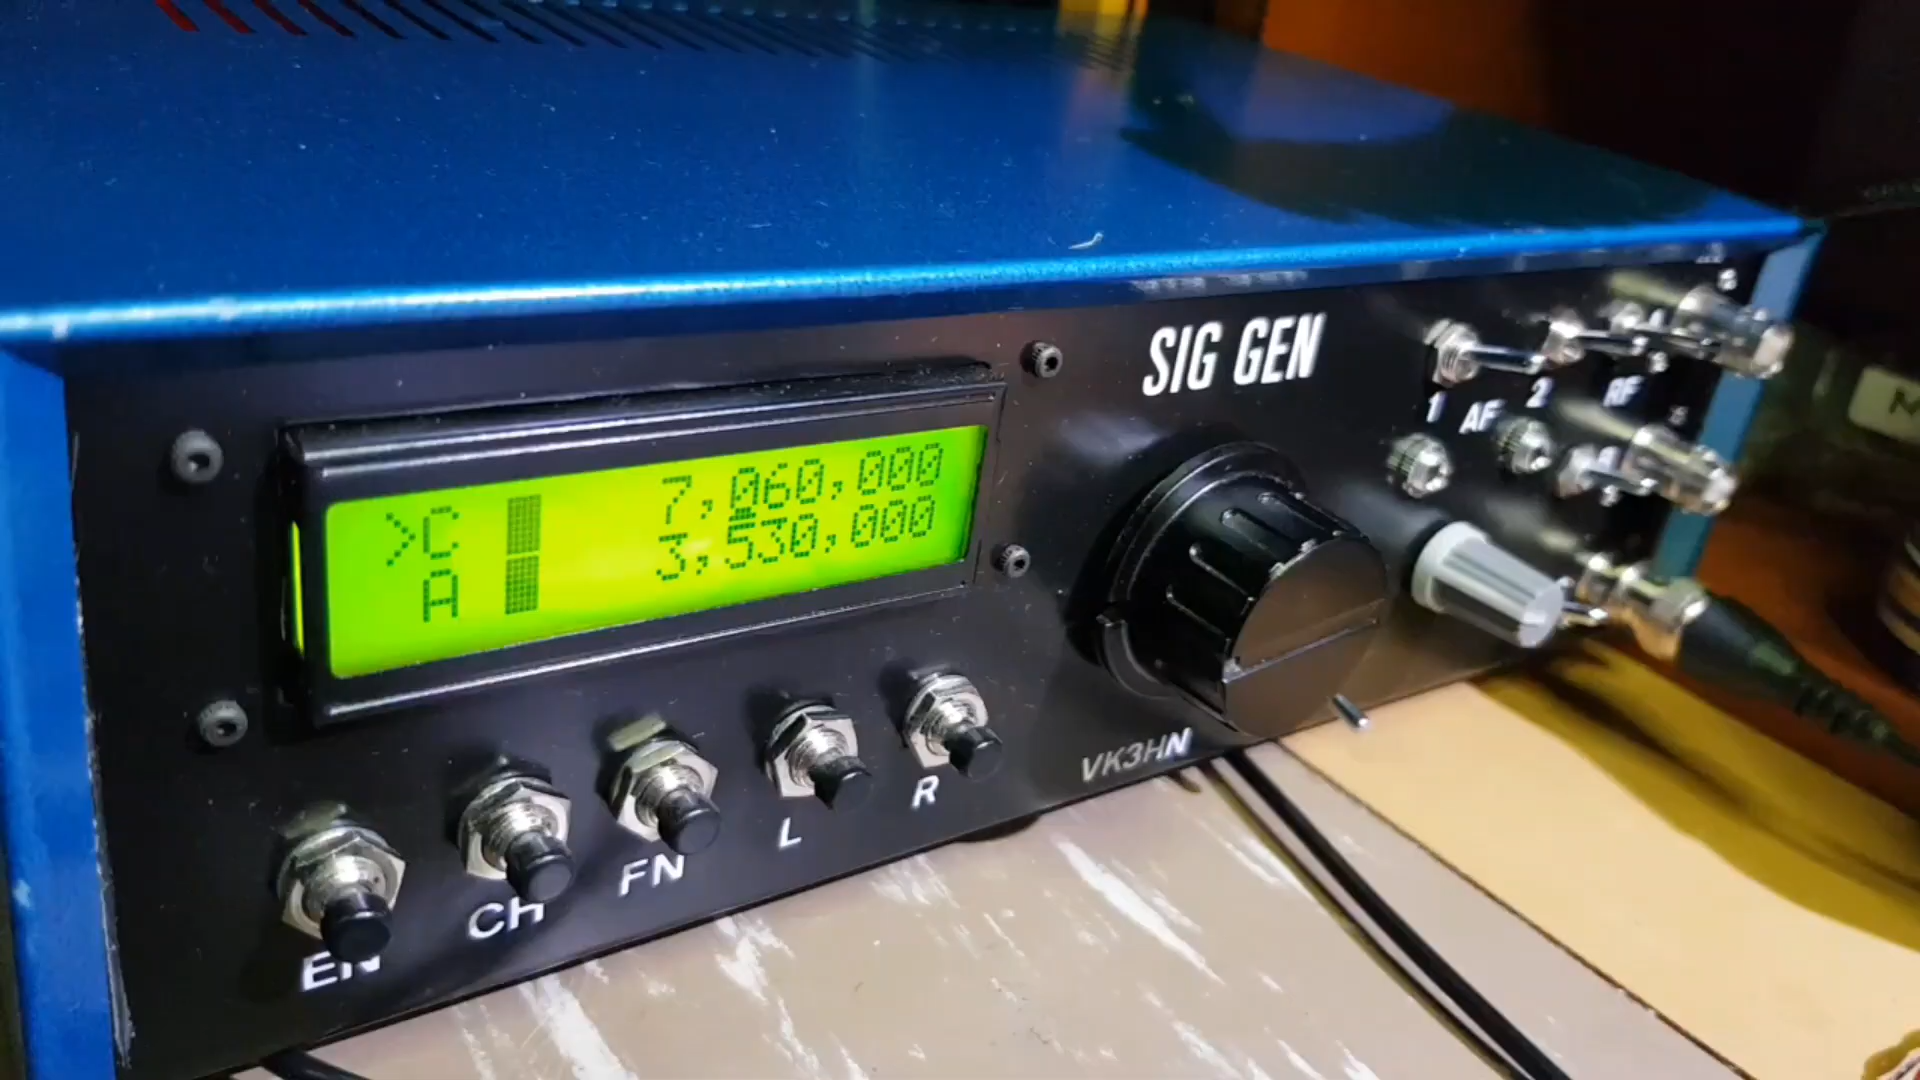 SIG GEN
>C 7,060,000
A 3,530,000
1 AF 2
RF
EN
CH
FN
L
R
VK3HN
M